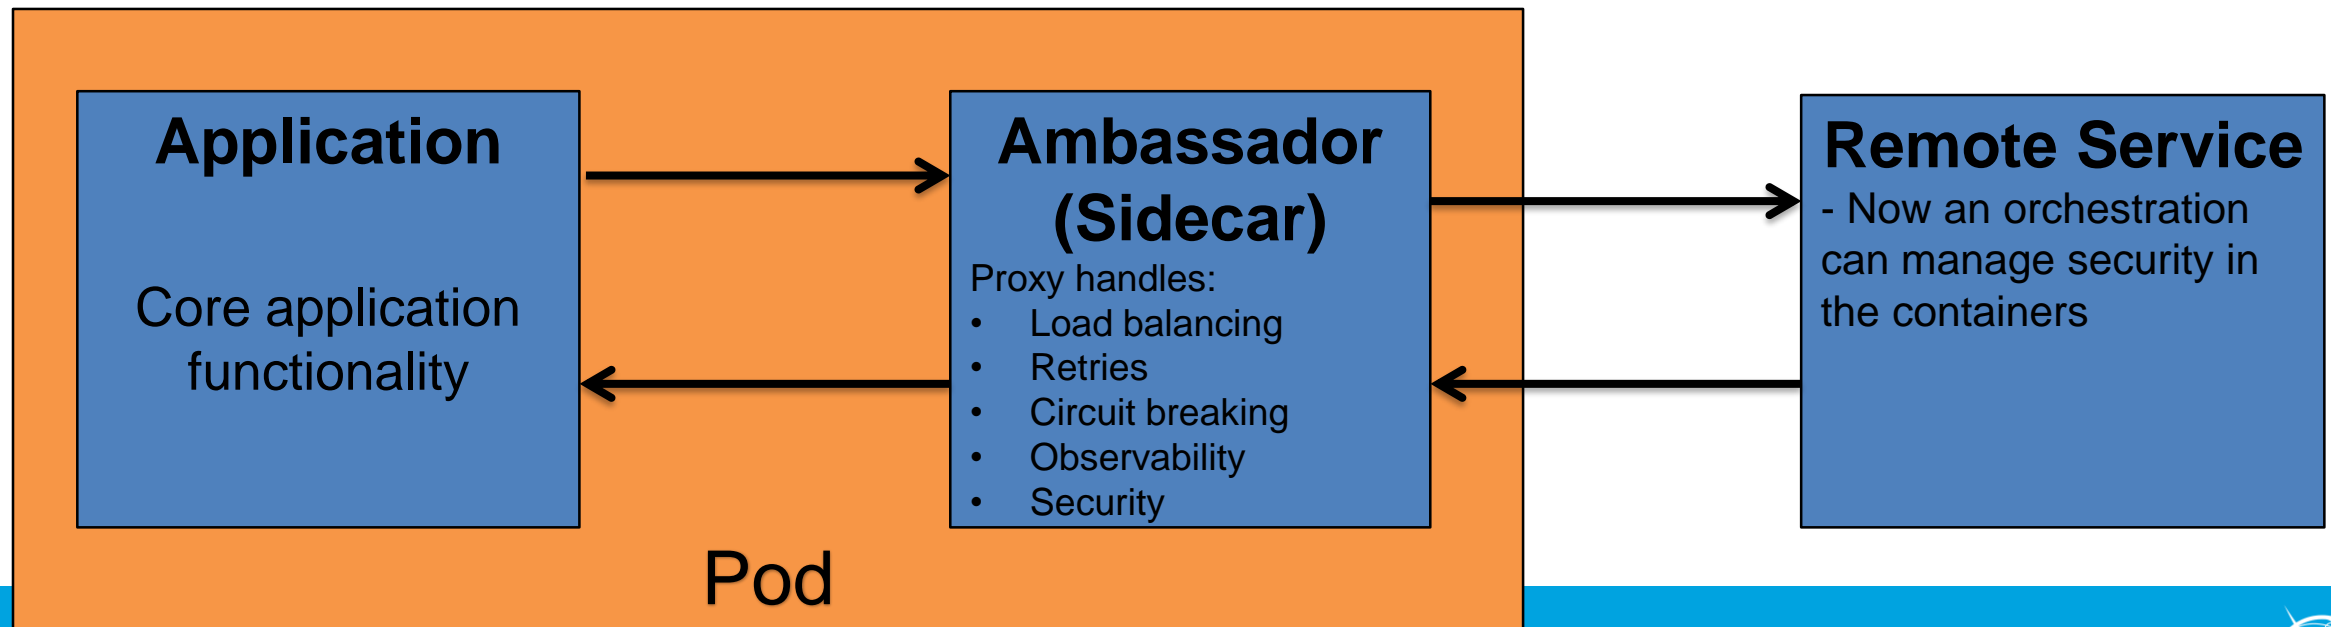 Application
Core application
functionality
Ambassador
(Sidecar)
Proxy handles:
• Load balancing
• Retries
• Circuit breaking
• Observability
• Security
Remote Service
- Now an orchestration
can manage security in
the containers
Pod